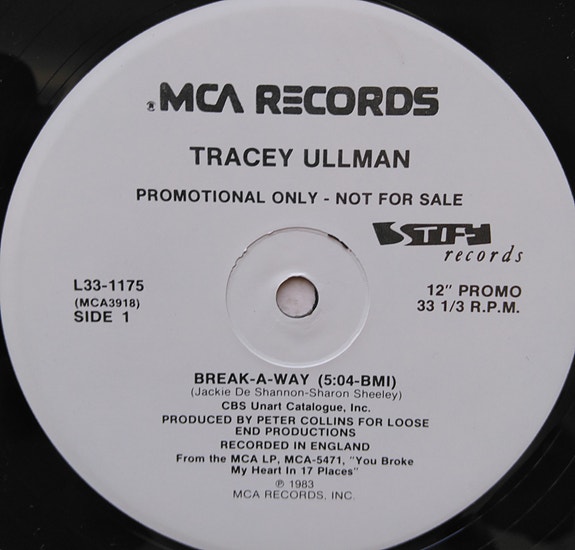 MCA RECORDS
TRACEY ULLMAN
PROMOTIONAL ONLY - NOT FOR SALE
STIFF
records
L33-1175
(MCA3918)
SIDE 1
12" PROMO
33 1/3 R.P.M.
BREAK-A-WAY (5:04-BMI)
(Jackie De Shannon-Sharon Sheeley)
CBS Unart Catalogue, Inc.
PRODUCED BY PETER COLLINS FOR LOOSE
END PRODUCTIONS
RECORDED IN ENGLAND
From the MCA LP, MCA-5471, "You Broke
My Heart In 17 Places"
℗ 1983
MCA RECORDS, INC.